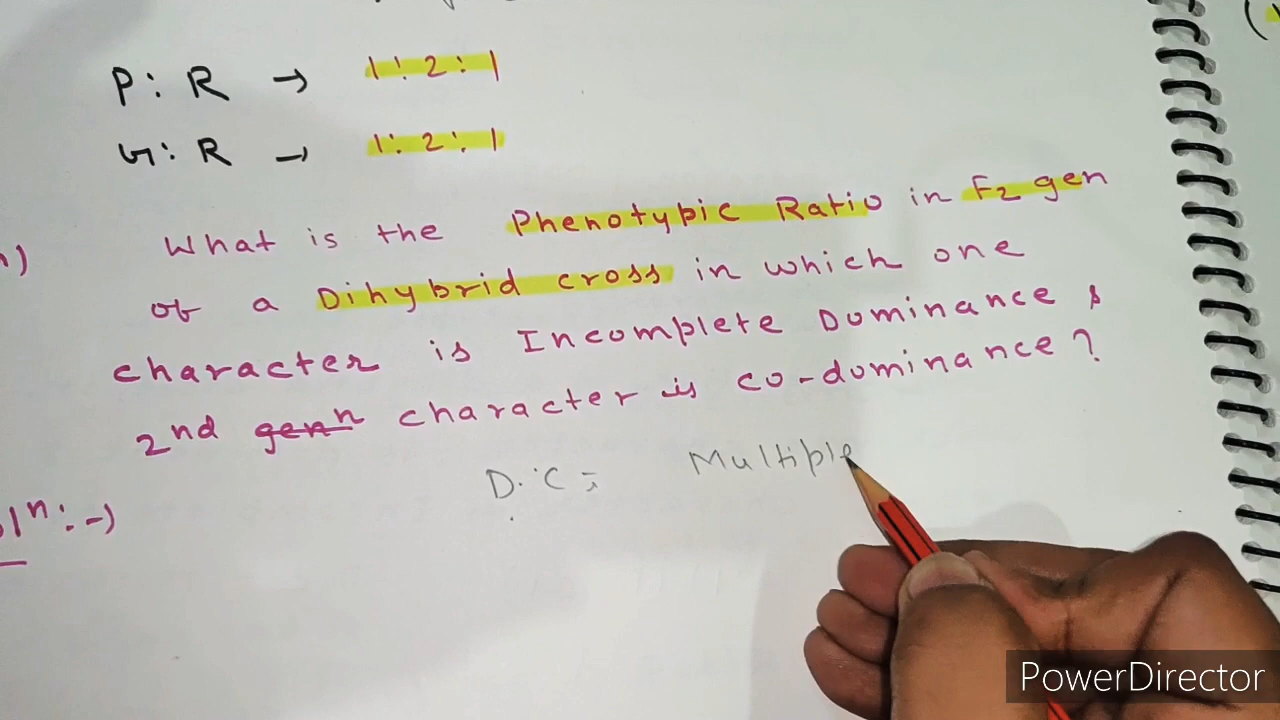 P: R → 1:2:1
G: R → 1:2:1
n) What is the Phenotypic Ratio in F2 gen
of a Dihybrid cross in which one
character is Incomplete Dominance &
2nd genn character is co-dominance?
D.C = Multiple
ol^n :-)
PowerDirector